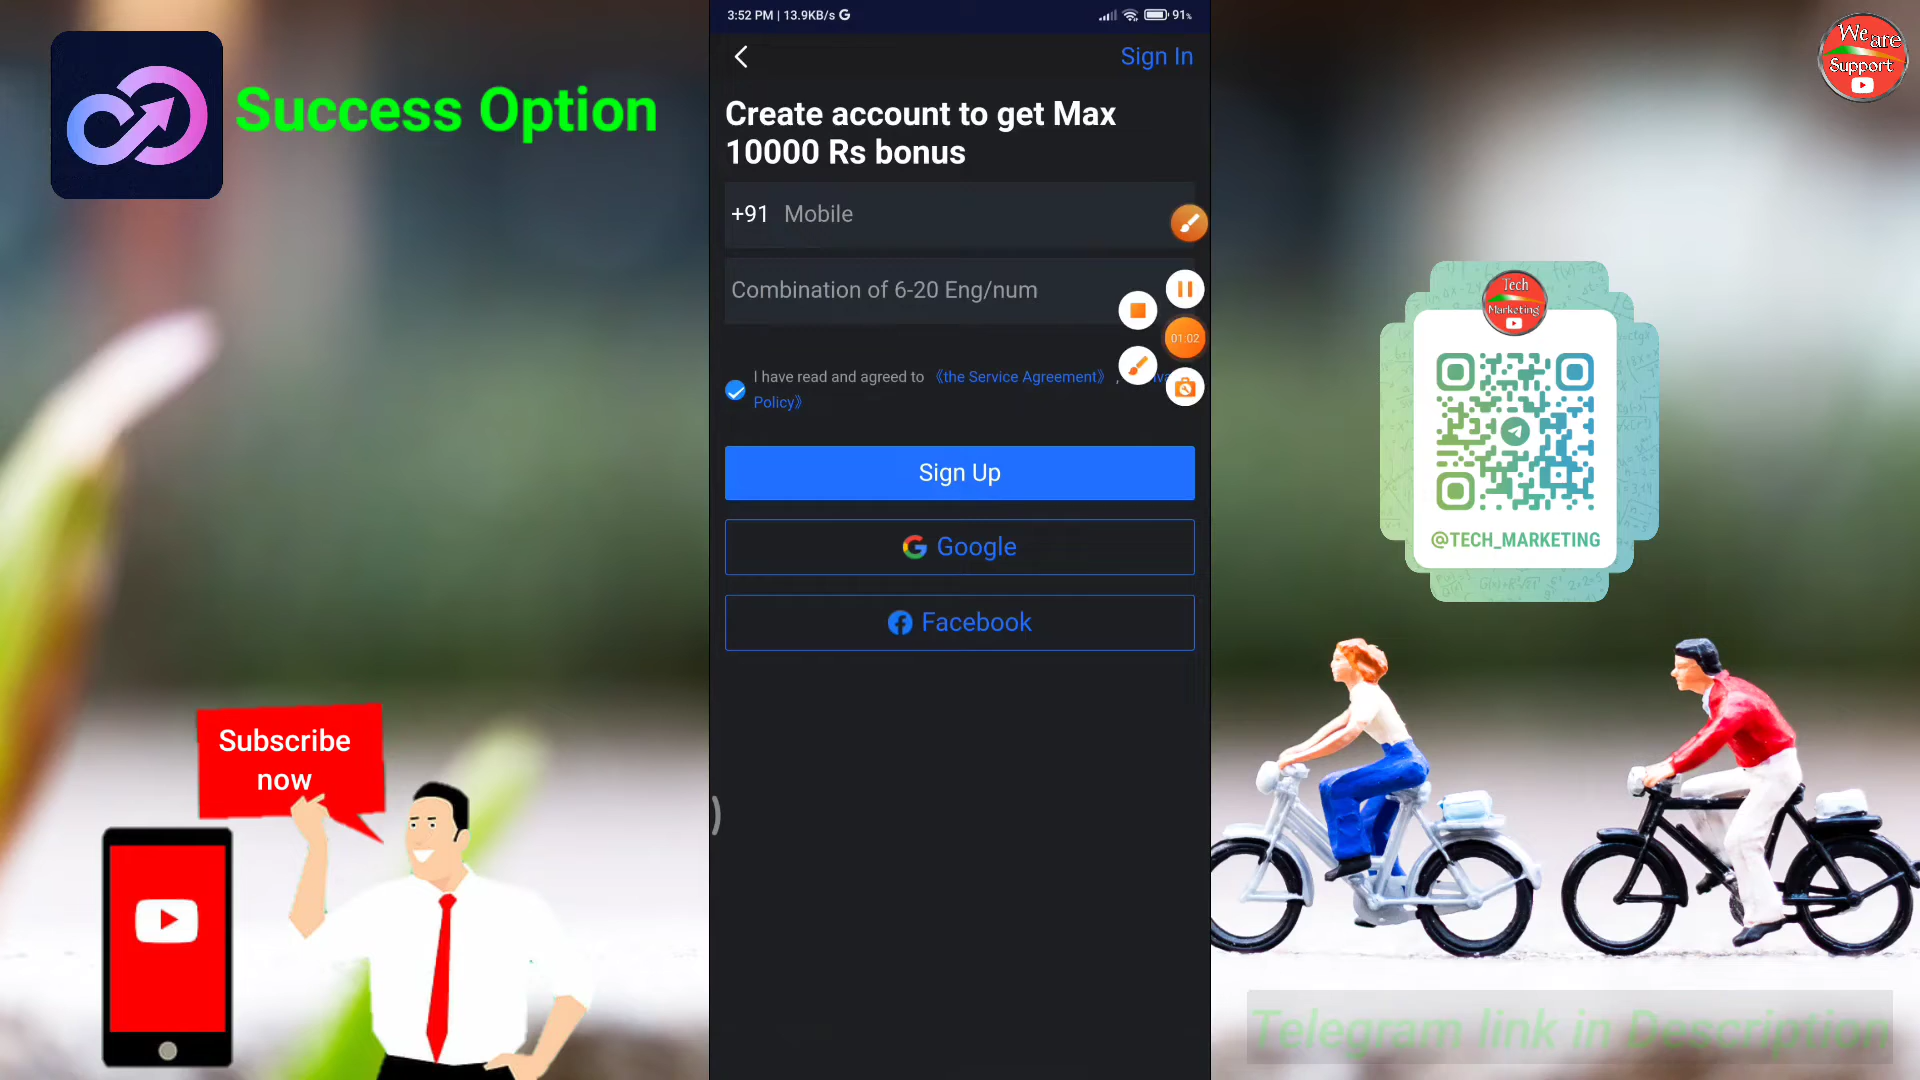 Success Option
3:52 PM | 13.9KB/s G
91%
Sign In
Create account to get Max
10000 Rs bonus
+91 Mobile
Combination of 6-20 Eng/num
01:02
I have read and agreed to 《the Service Agreement》 ,
Policy》
Sign Up
Google
Facebook
We are
Support
Tech
Marketing
@TECH_MARKETING
Subscribe
now
Telegram link in Description